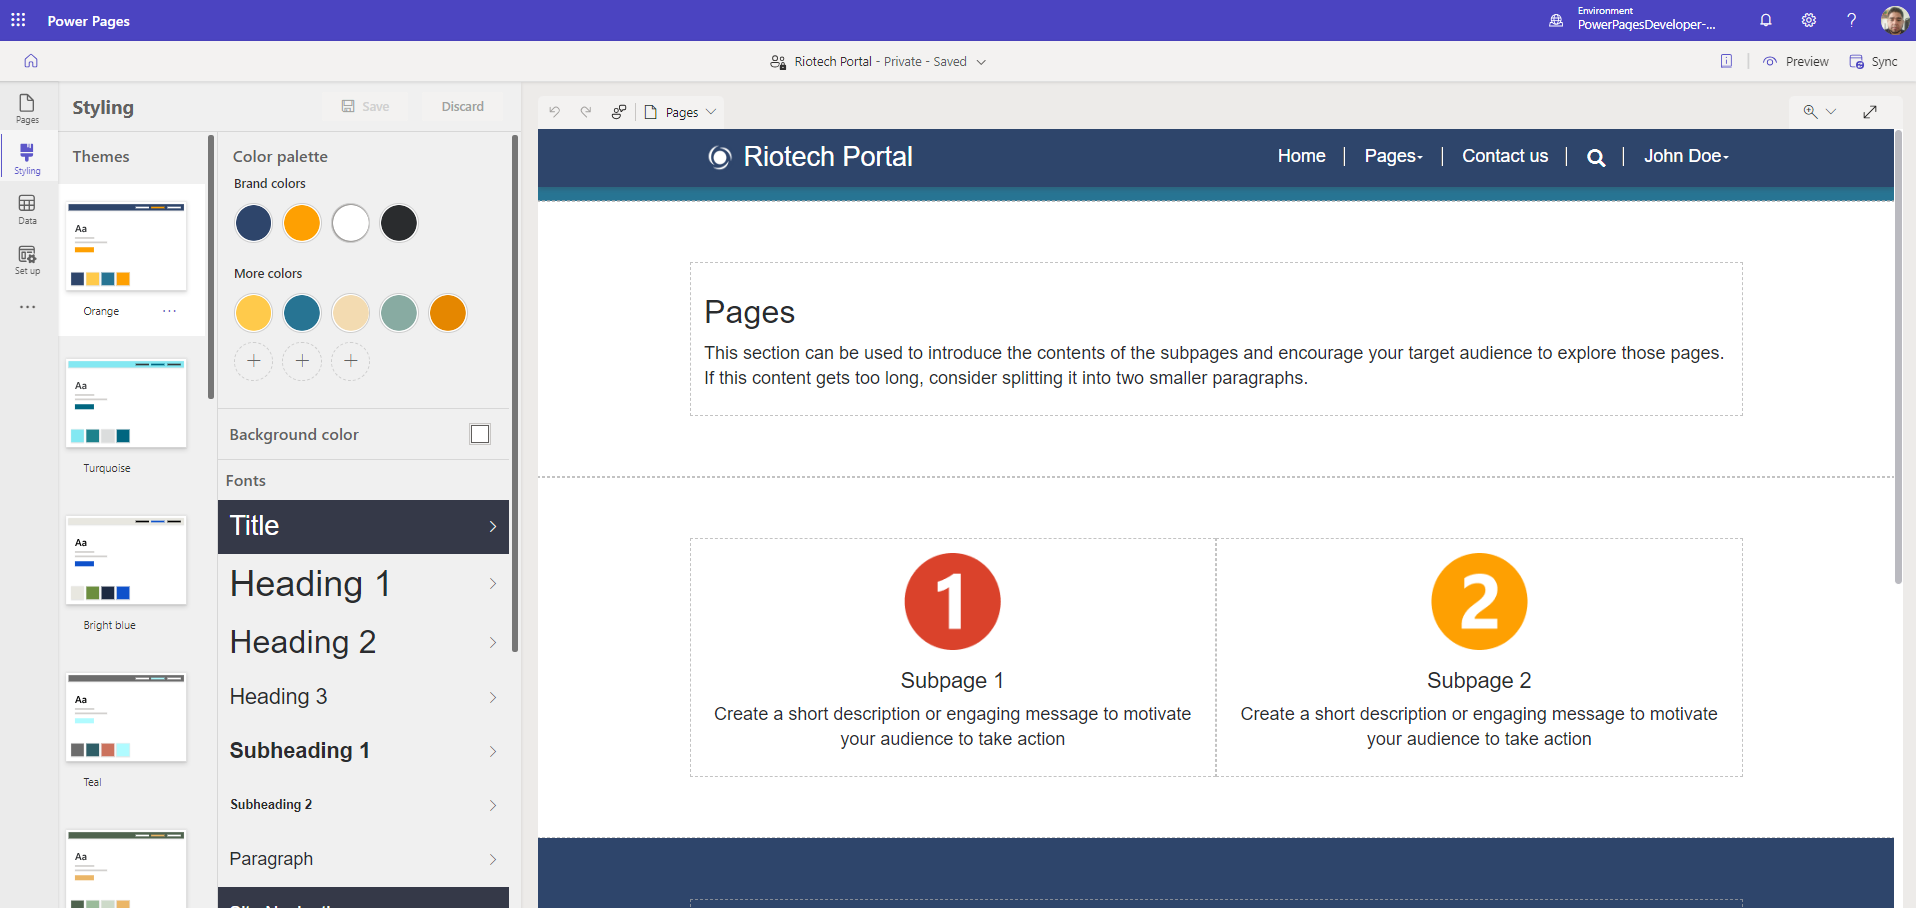 Power Pages
Environment
PowerPagesDeveloper-...
Riotech Portal - Private - Saved
Preview
Sync
Pages
Styling
Data
Set up
Styling
Save
Discard
Themes
Aa
Orange
Aa
Turquoise
Aa
Bright blue
Aa
Teal
Aa
Color palette
Brand colors
More colors
Background color
Fonts
Title
Heading 1
Heading 2
Heading 3
Subheading 1
Subheading 2
Paragraph
Pages
Riotech Portal
Home
Pages
Contact us
John Doe
Pages
This section can be used to introduce the contents of the subpages and encourage your target audience to explore those pages.
If this content gets too long, consider splitting it into two smaller paragraphs.
1
Subpage 1
Create a short description or engaging message to motivate
your audience to take action
2
Subpage 2
Create a short description or engaging message to motivate
your audience to take action